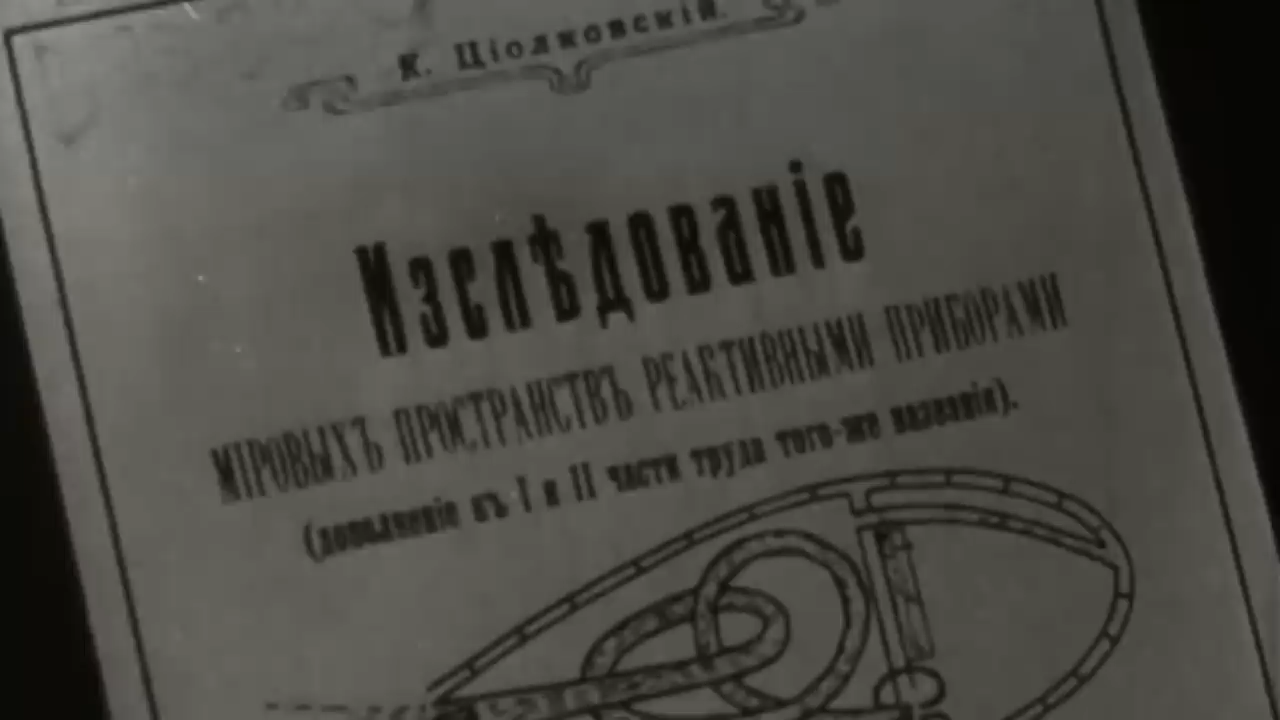 К. Ціолковскій.
Изслѣдованіе
МІРОВЫХЪ ПРОСТРАНСТВЪ РЕАКТИВНЫМИ ПРИБОРАМИ
(дополненіе къ I и II части труда того-же названія).